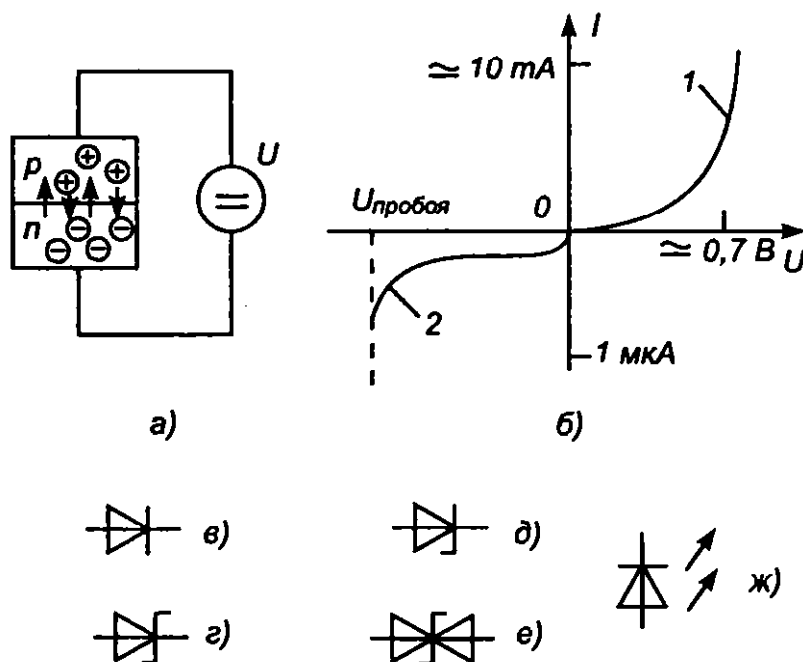 I
≃ 10 mA
1
p
U
n
Uпробоя
0
≃ 0,7 В
U
2
1 мкА
а)
б)
в)
д)
ж)
г)
е)